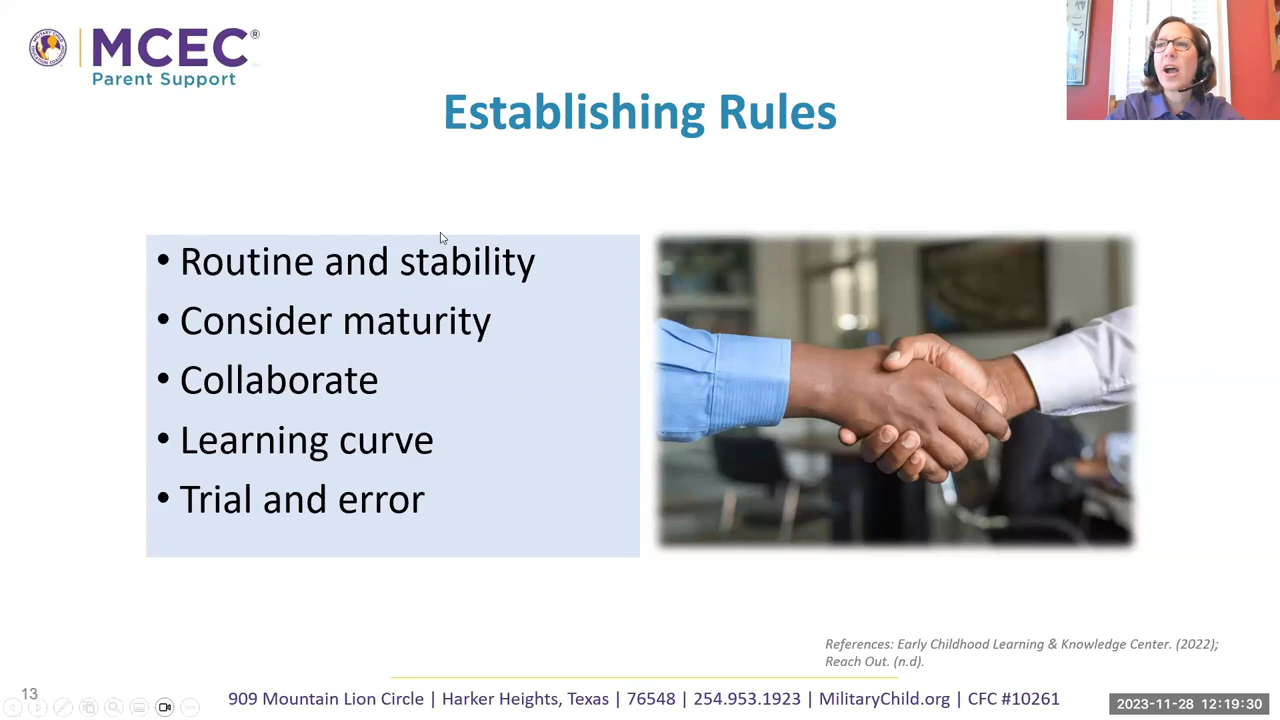 MCEC®
Parent Support
Establishing Rules
• Routine and stability
• Consider maturity
• Collaborate
• Learning curve
• Trial and error
References: Early Childhood Learning & Knowledge Center. (2022);
Reach Out. (n.d).
13
909 Mountain Lion Circle | Harker Heights, Texas | 76548 | 254.953.1923 | MilitaryChild.org | CFC #10261
2023-11-28 12:19:30